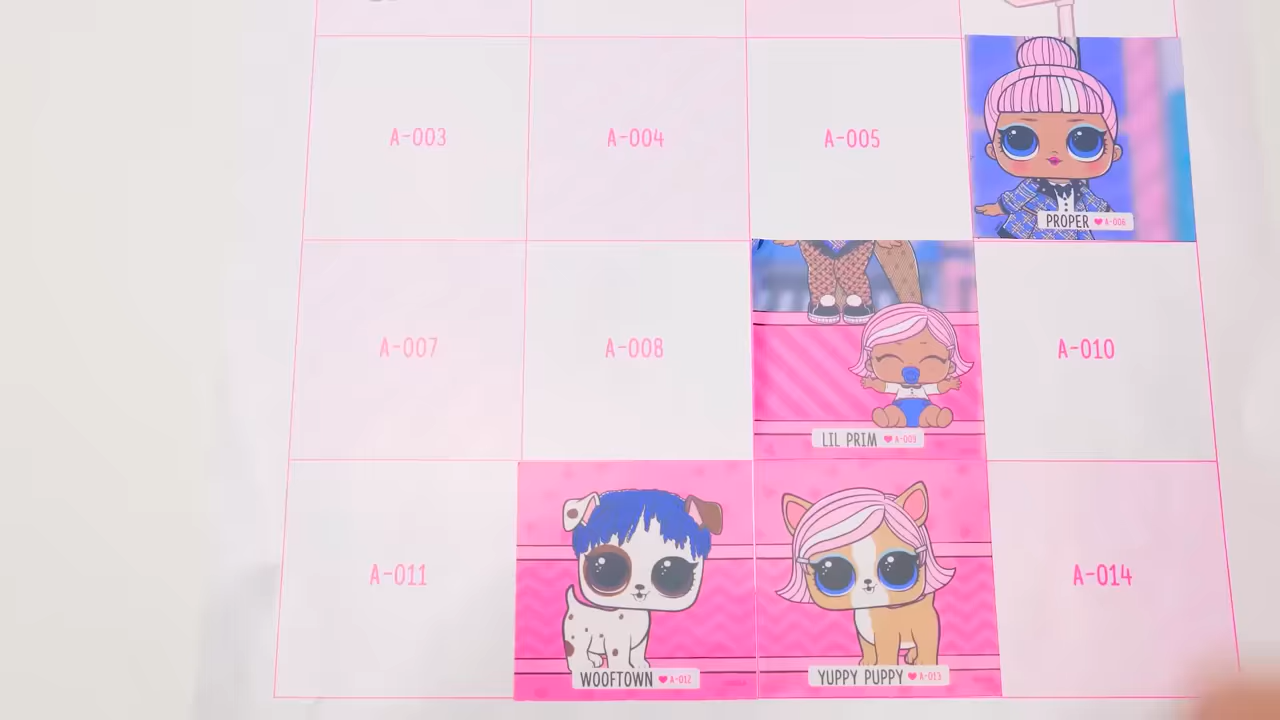 A-003
A-004
A-005
PROPER A-006
A-007
A-008
LIL PRIM A-009
A-010
A-011
WOOFTOWN A-012
YUPPY PUPPY A-013
A-014